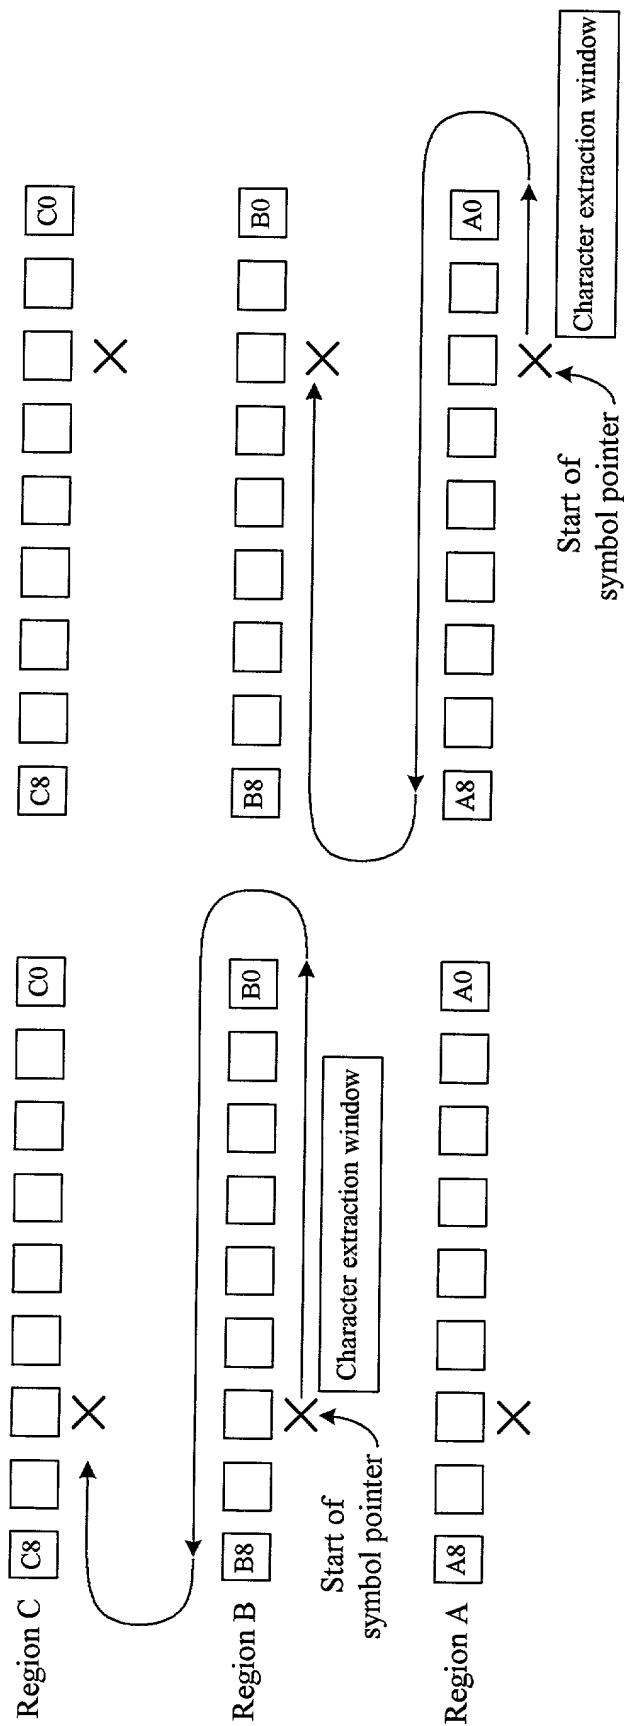 Region C
C8
C0
C8
C0
Region B
B8
B0
B8
B0
Start of
symbol pointer
Character extraction window
Region A
A8
A0
A8
A0
Start of
symbol pointer
Character extraction window